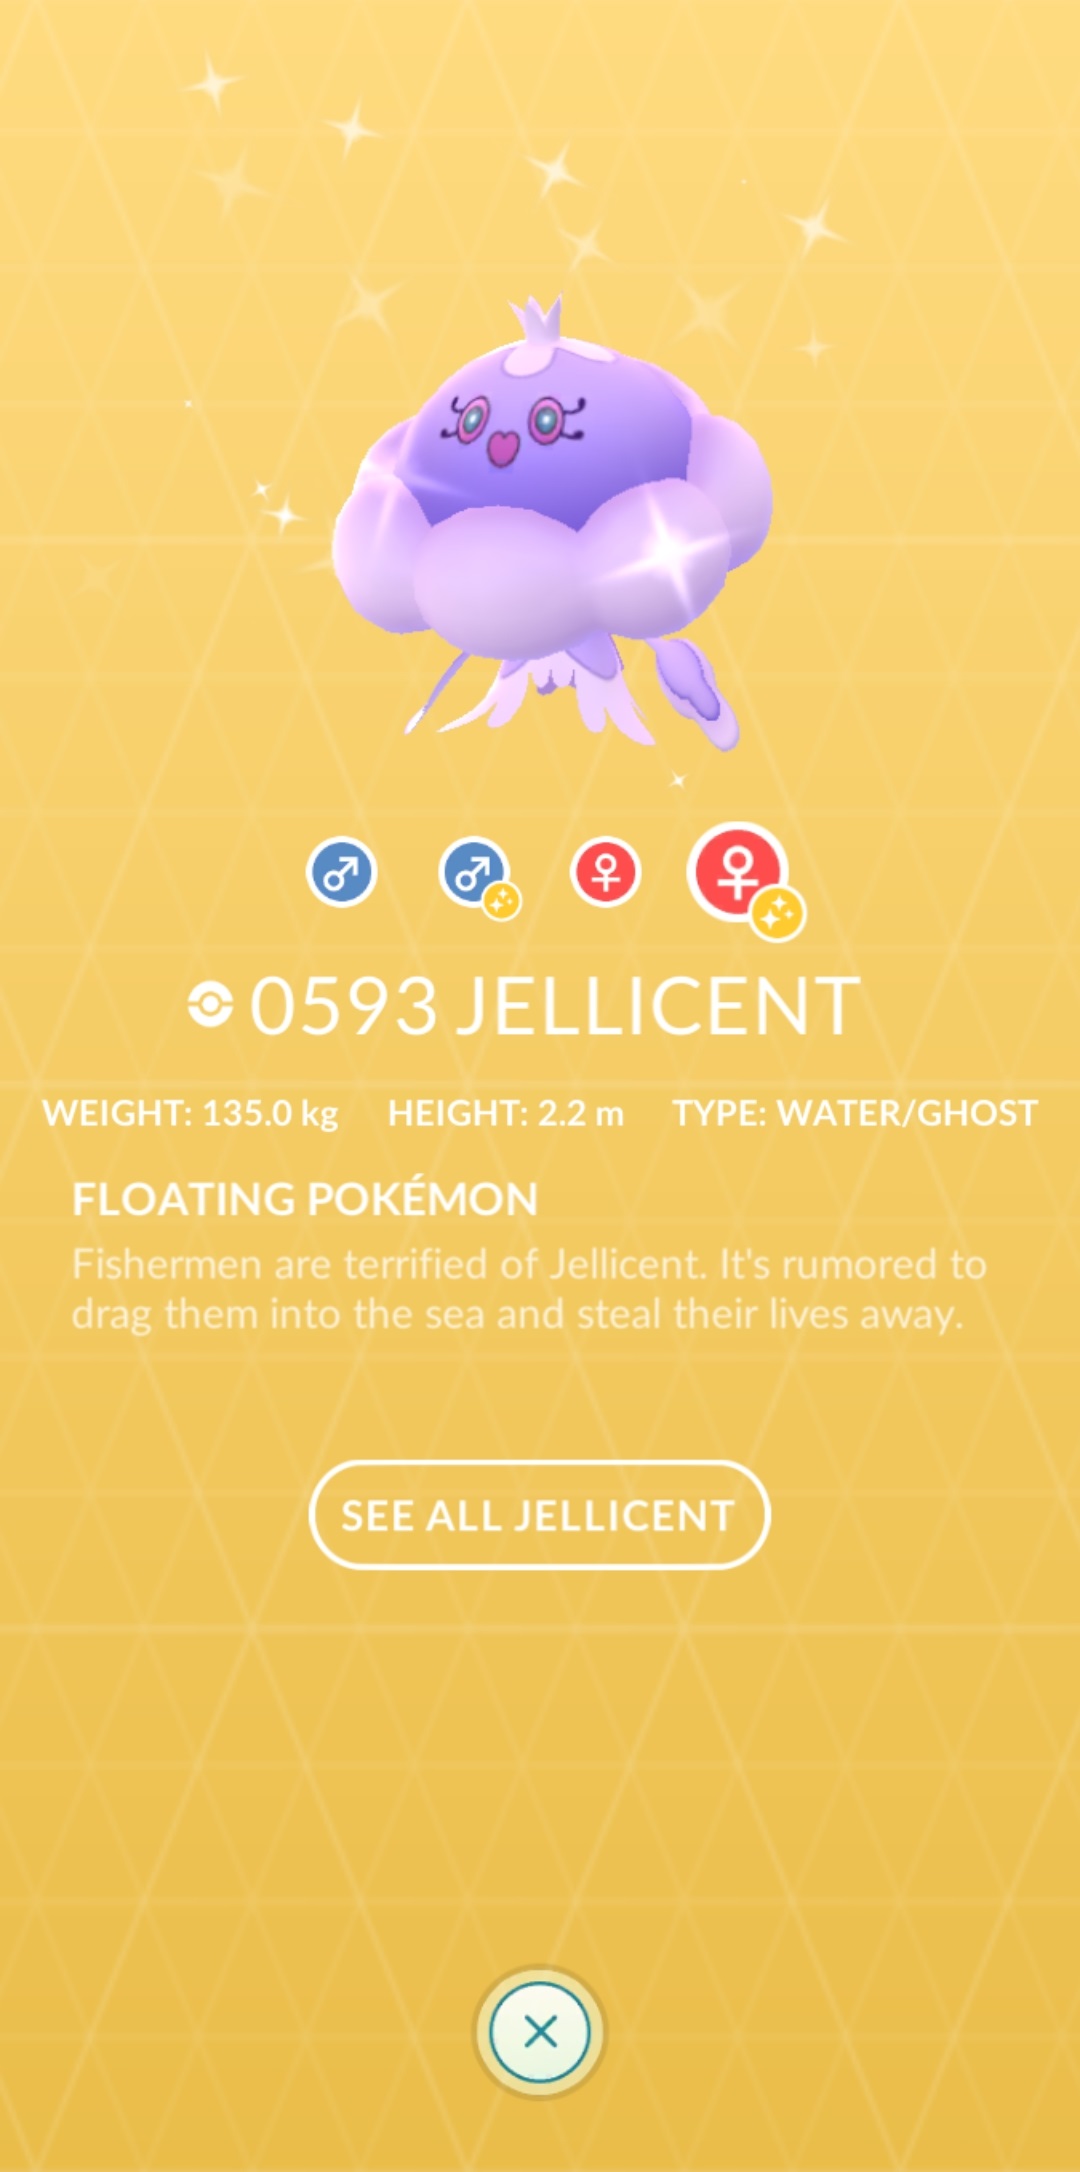 0593 JELLICENT
WEIGHT: 135.0 kg HEIGHT: 2.2 m TYPE: WATER/GHOST
FLOATING POKÉMON
Fishermen are terrified of Jellicent. It's rumored to
drag them into the sea and steal their lives away.
SEE ALL JELLICENT